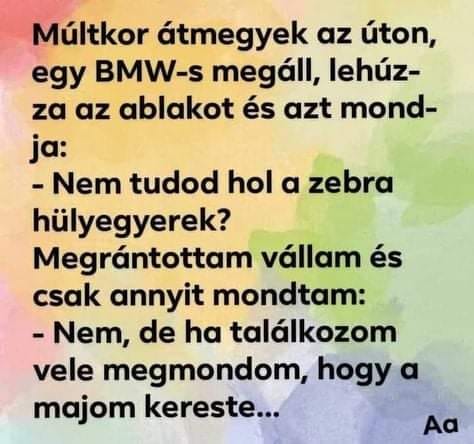 Múltkor átmegyek az úton,
egy BMW-s megáll, lehúz-
za az ablakot és azt mond-
ja:
- Nem tudod hol a zebra
hülyegyerek?
Megrántottam vállam és
csak annyit mondtam:
- Nem, de ha találkozom
vele megmondom, hogy a
majom kereste...
Aa